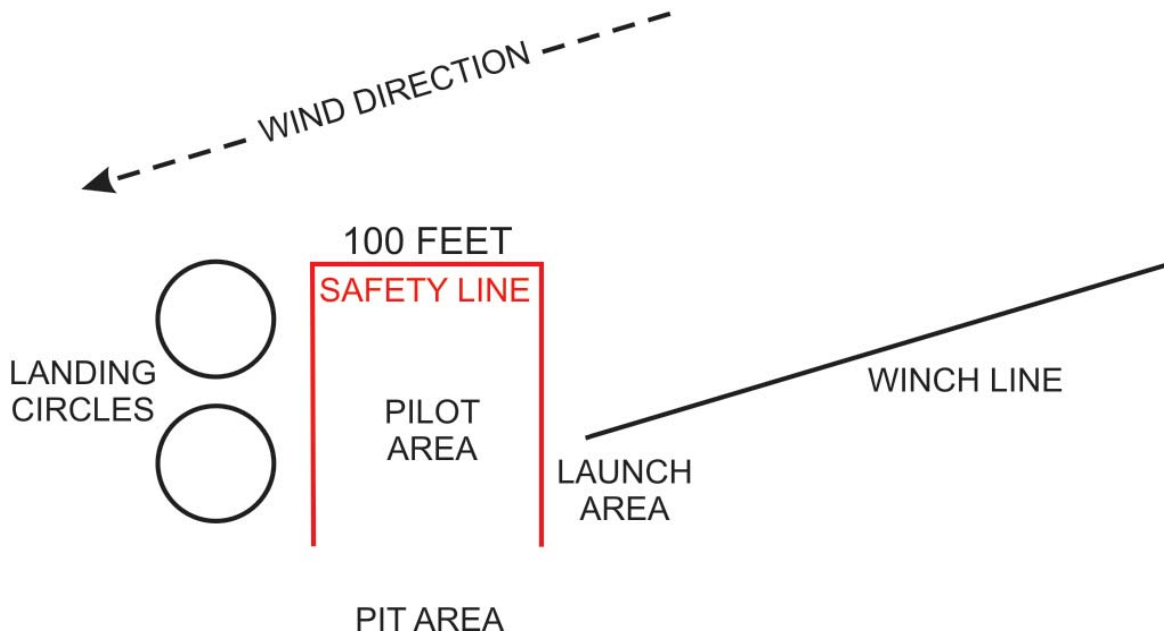 WIND DIRECTION
100 FEET
SAFETY LINE
LANDING
CIRCLES
PILOT
AREA
WINCH LINE
LAUNCH
AREA
PIT AREA